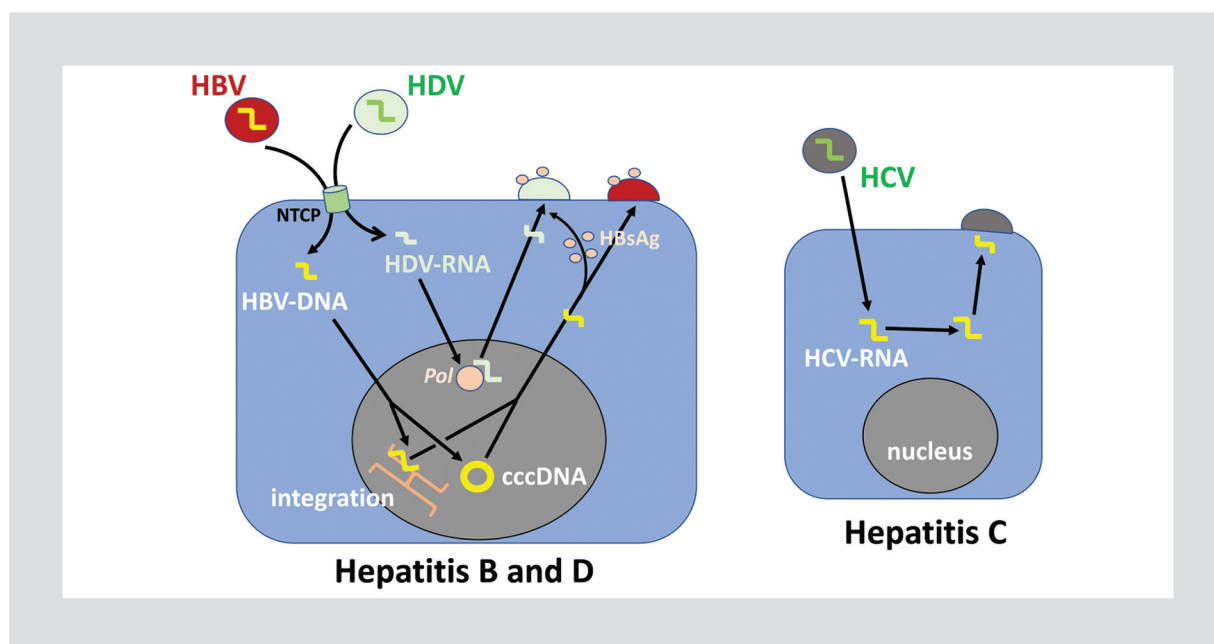 HBV
HDV
NTCP
HBV-DNA
HDV-RNA
HBsAg
Pol
integration
cccDNA
Hepatitis B and D
HCV
HCV-RNA
nucleus
Hepatitis C